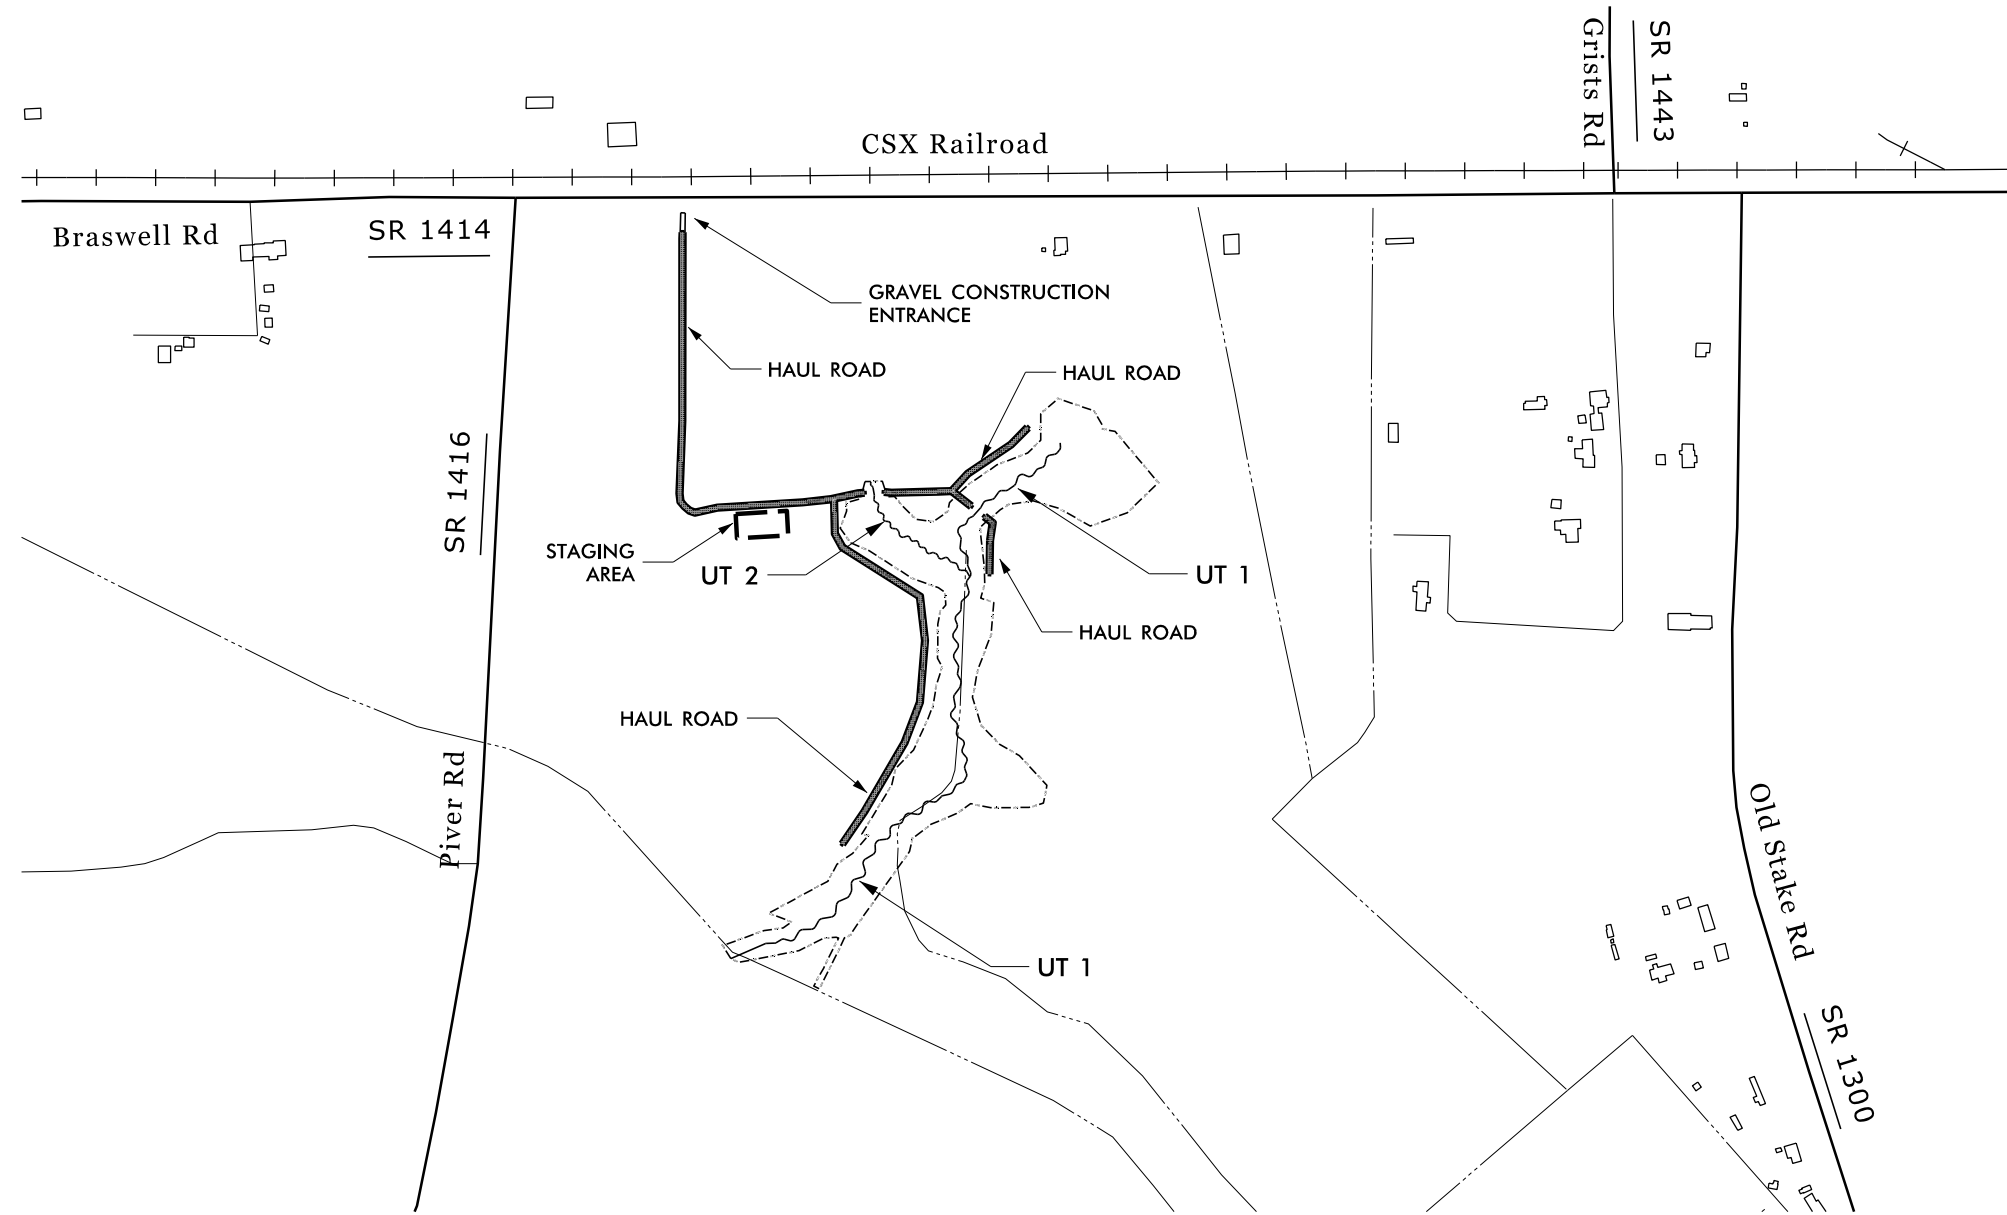 Grists Rd
SR 1443
CSX Railroad
Braswell Rd
SR 1414
GRAVEL CONSTRUCTION
ENTRANCE
HAUL ROAD
HAUL ROAD
SR 1416
STAGING
AREA
UT 2
UT 1
HAUL ROAD
HAUL ROAD
Piver Rd
Old Stake Rd
UT 1
SR 1300